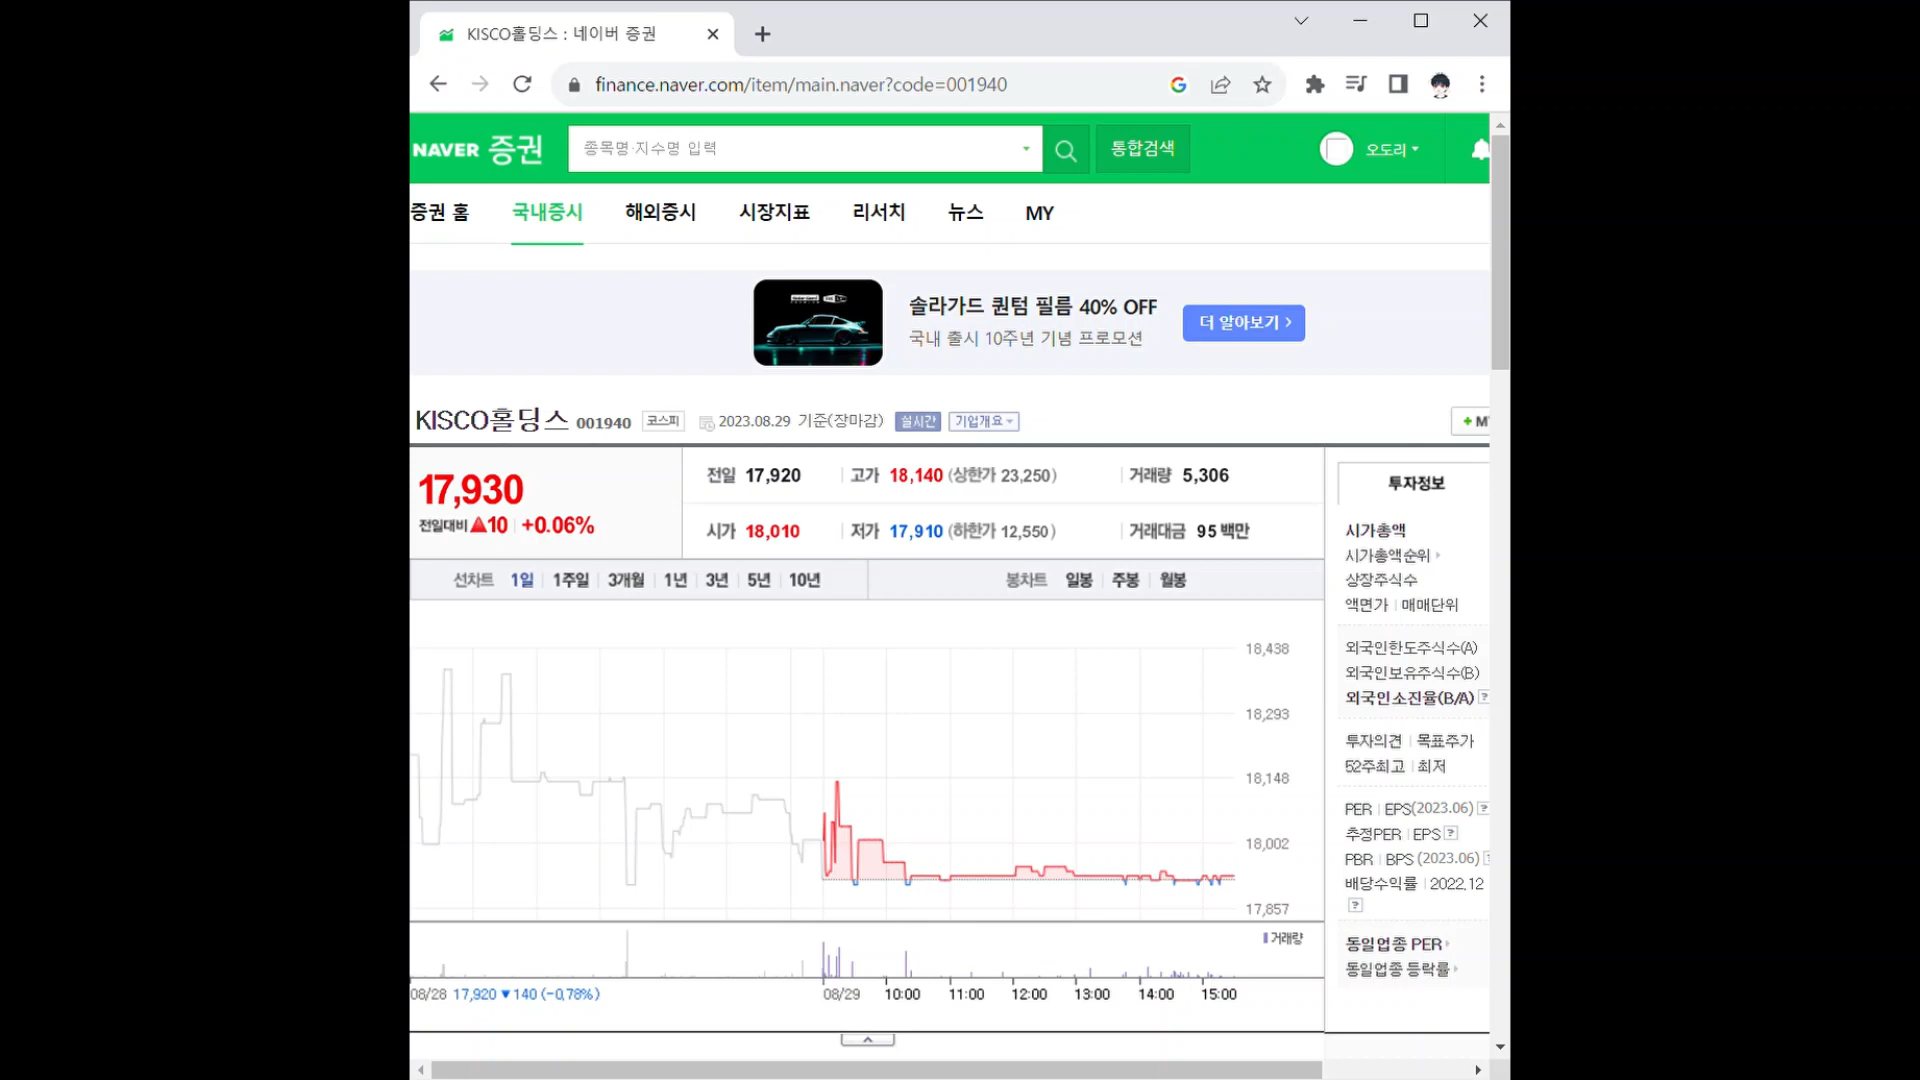 KISCO홀딩스 : 네이버 증권
finance.naver.com/item/main.naver?code=001940
NAVER 증권
종목명·지수명 입력
통합검색
오도리
증권 홈 국내증시 해외증시 시장지표 리서치 뉴스 MY
솔라가드 퀀텀 필름 40% OFF
국내 출시 10주년 기념 프로모션
더 알아보기
KISCO홀딩스 001940 코스피 2023.08.29 기준(장마감) 실시간 기업개요
+ M
17,930
전일대비 ▲10 +0.06%
전일 17,920 고가 18,140 (상한가 23,250) 거래량 5,306
시가 18,010 저가 17,910 (하한가 12,550) 거래대금 95 백만
선차트 1일 1주일 3개월 1년 3년 5년 10년 봉차트 일봉 주봉 월봉
18,438
18,293
18,148
18,002
17,857
거래량
08/28 17,920 ▼140 (-0.78%) 08/29 10:00 11:00 12:00 13:00 14:00 15:00
투자정보
시가총액
시가총액순위
상장주식수
액면가 | 매매단위
외국인한도주식수(A)
외국인보유주식수(B)
외국인소진율(B/A) ?
투자의견 | 목표주가
52주최고 | 최저
PER | EPS(2023.06) ?
추정PER | EPS ?
PBR | BPS (2023.06) ?
배당수익률 | 2022.12
?
동일업종 PER
동일업종 등락률